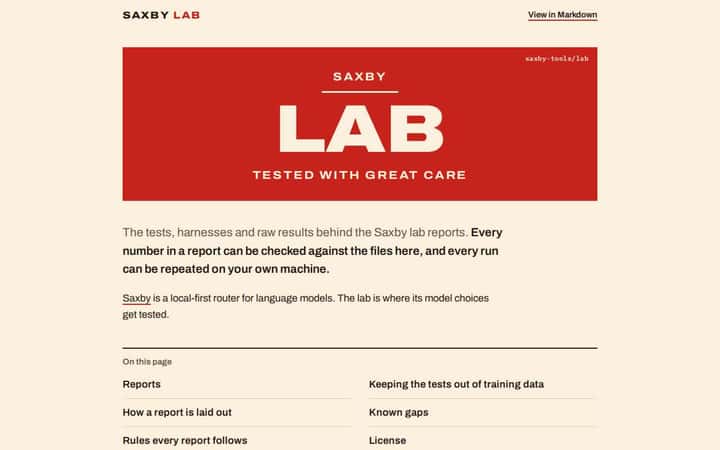 SAXBY LAB
View in Markdown
saxby-tools/lab
SAXBY
LAB
TESTED WITH GREAT CARE
The tests, harnesses and raw results behind the Saxby lab reports. Every
number in a report can be checked against the files here, and every run
can be repeated on your own machine.
Saxby is a local-first router for language models. The lab is where its model choices
get tested.
On this page
Reports
Keeping the tests out of training data
How a report is laid out
Known gaps
Rules every report follows
License